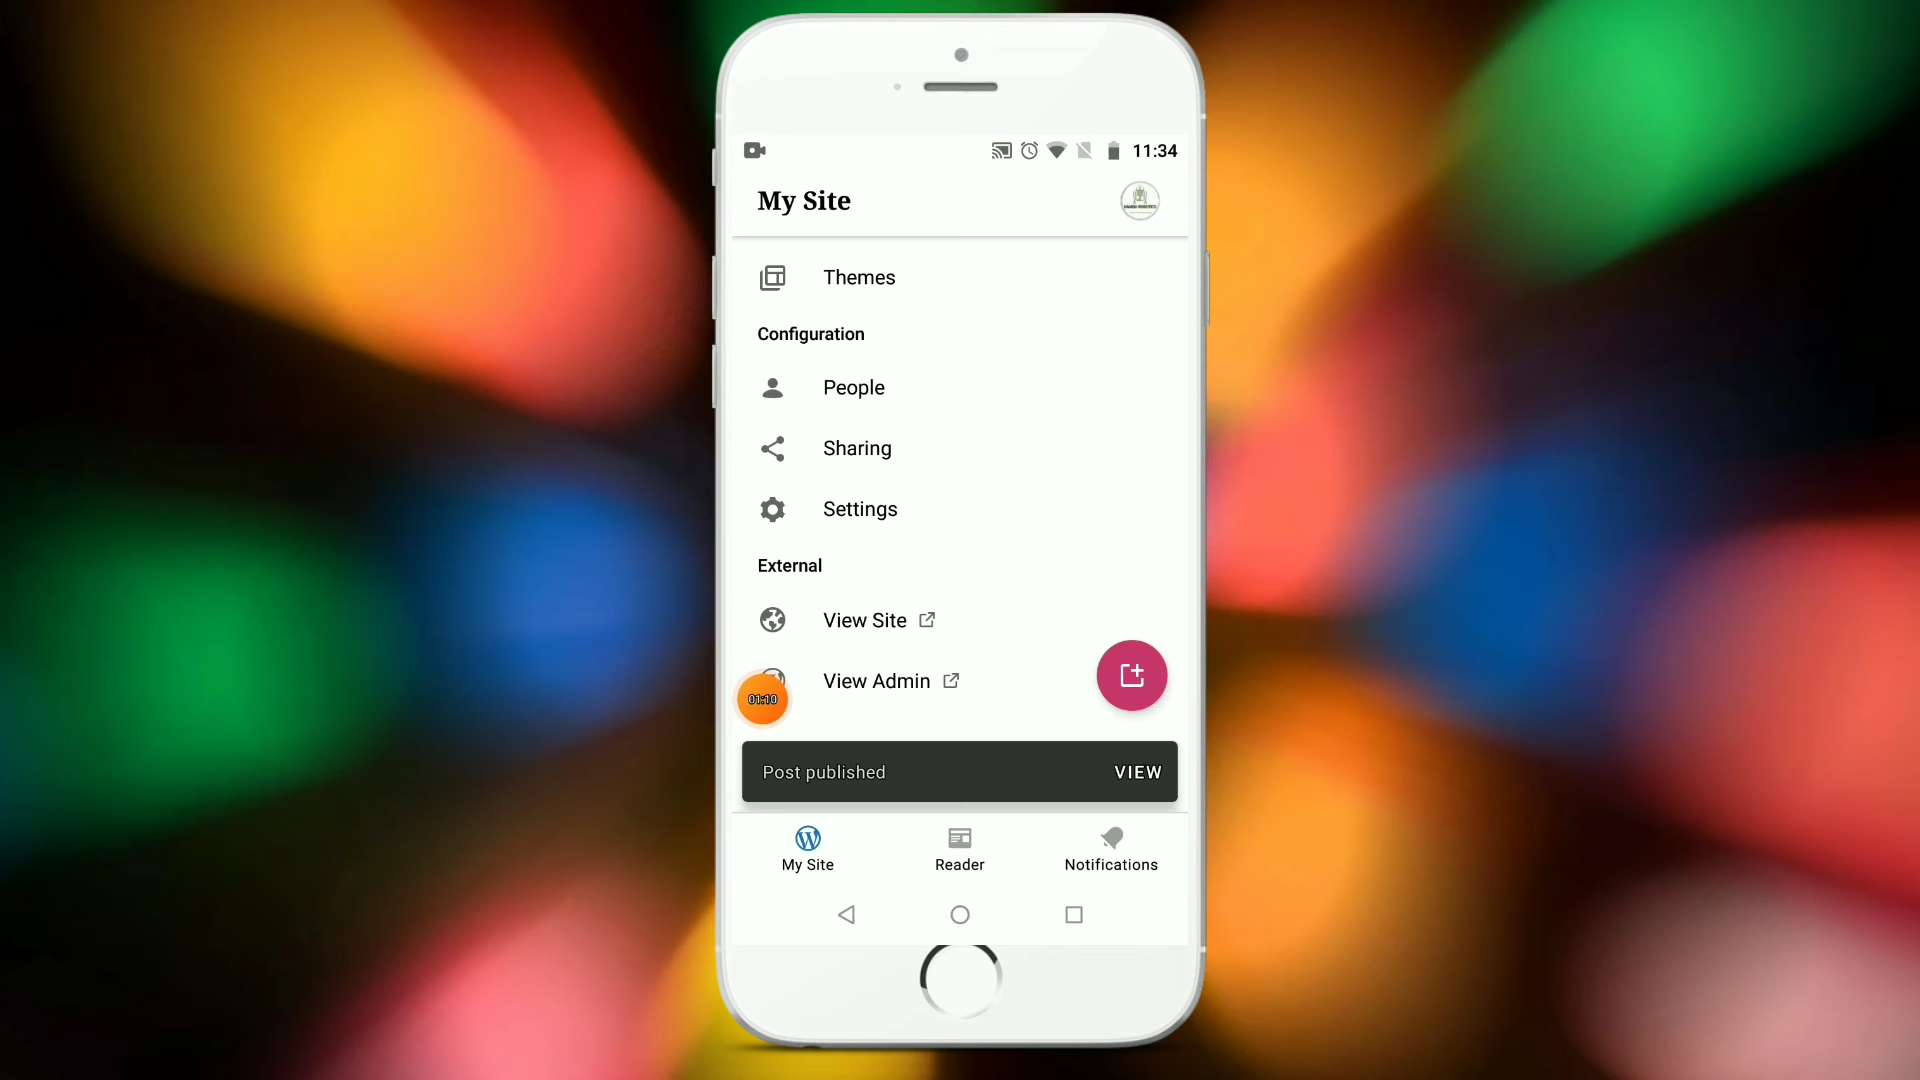 11:34
My Site
Themes
Configuration
People
Sharing
Settings
External
View Site
View Admin
01:10
Post published VIEW
My Site Reader Notifications